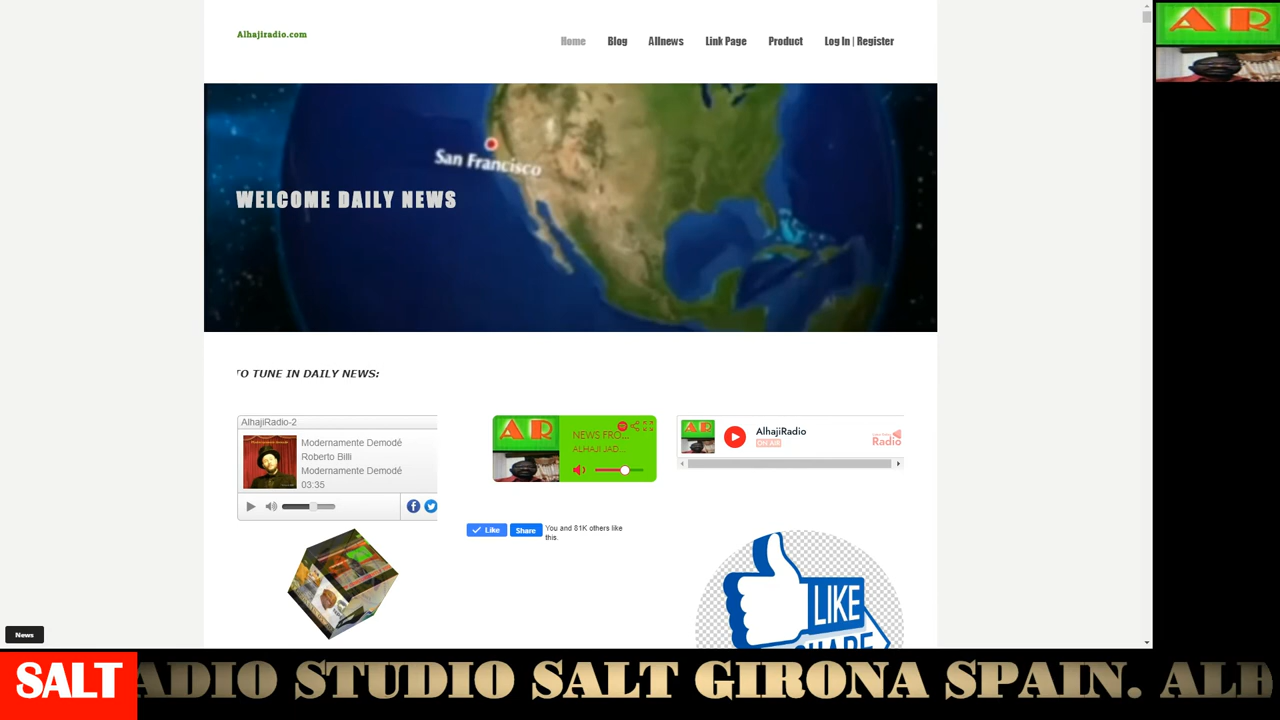 Alhajiradio.com
Home Blog Allnews Link Page Product Log In | Register
A R
San Francisco
WELCOME DAILY NEWS
TO TUNE IN DAILY NEWS:
AlhajiRadio-2
Modernamente Demodé
Roberto Billi
Modernamente Demodé
03:35
A R
NEWS FRO...
ALHAJI JAD...
AlhajiRadio
ON AIR
Radio
Like Share You and 81K others like
this.
LIKE
SHARE
News
SALT ADIO STUDIO SALT GIRONA SPAIN. ALH